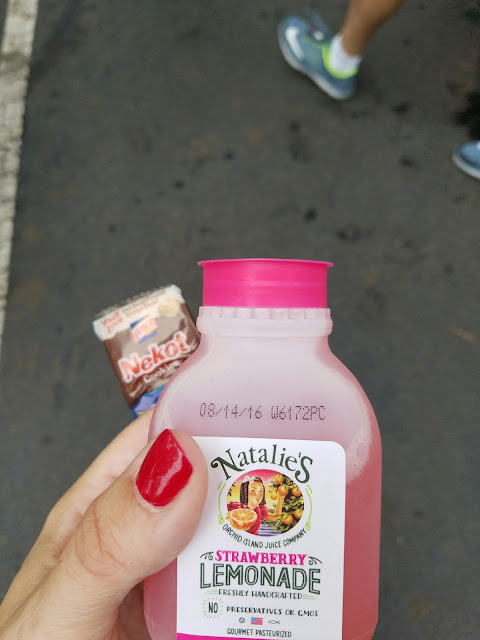 Lance
Nekot
Cookies
08/14/16 W6172PC
Natalie's
ORCHID ISLAND JUICE COMPANY
STRAWBERRY
LEMONADE
FRESHLY HANDCRAFTED
NO PRESERVATIVES OR GMOS
GOURMET PASTEURIZED